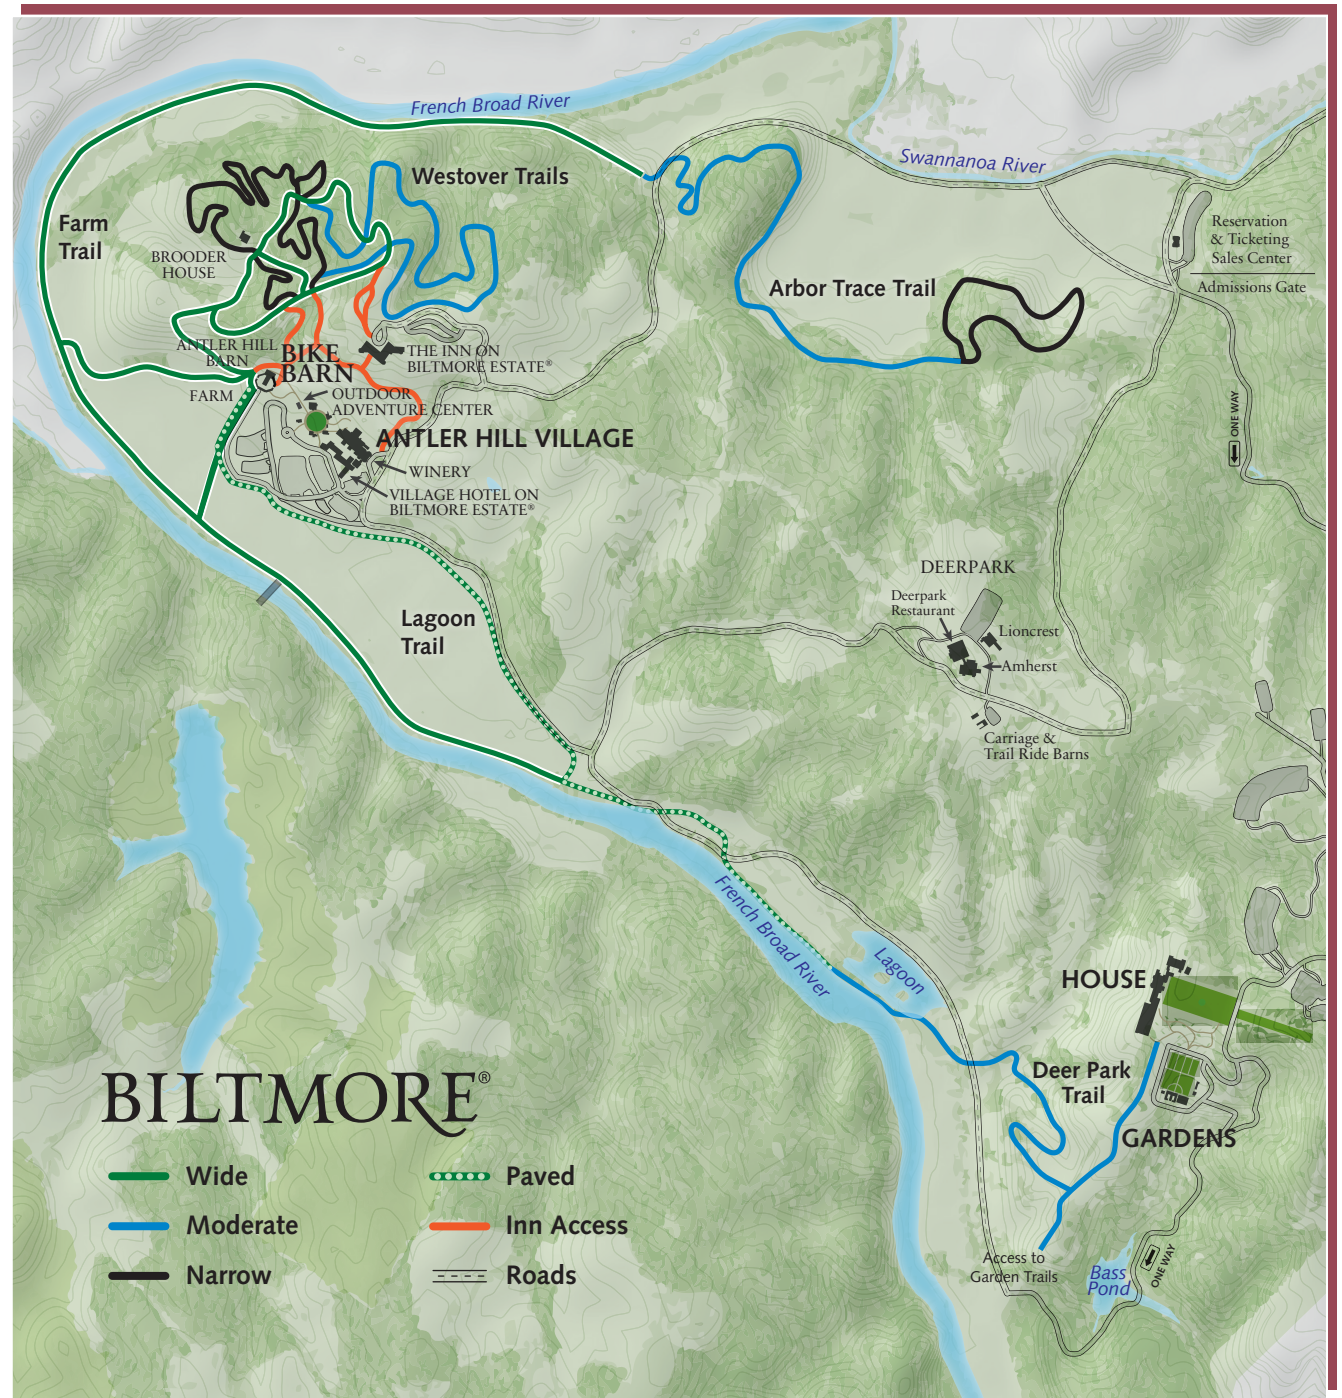 French Broad River
Swannanoa River
Westover Trails
Farm
Trail
BROODER
HOUSE
Reservation
& Ticketing
Sales Center
Admissions Gate
Arbor Trace Trail
ANTLER HILL
BARN
BIKE
BARN
THE INN ON
BILTMORE ESTATE®
FARM
OUTDOOR
ADVENTURE CENTER
ANTLER HILL VILLAGE
WINERY
VILLAGE HOTEL ON
BILTMORE ESTATE®
ONE WAY
DEERPARK
Deerpark
Restaurant
Lioncrest
Amherst
Lagoon
Trail
Carriage &
Trail Ride Barns
French Broad River
Lagoon
HOUSE
Deer Park
Trail
GARDENS
BILTMORE®
Wide
Moderate
Narrow
Paved
Inn Access
Roads
Access to
Garden Trails
Bass
Pond
ONE WAY